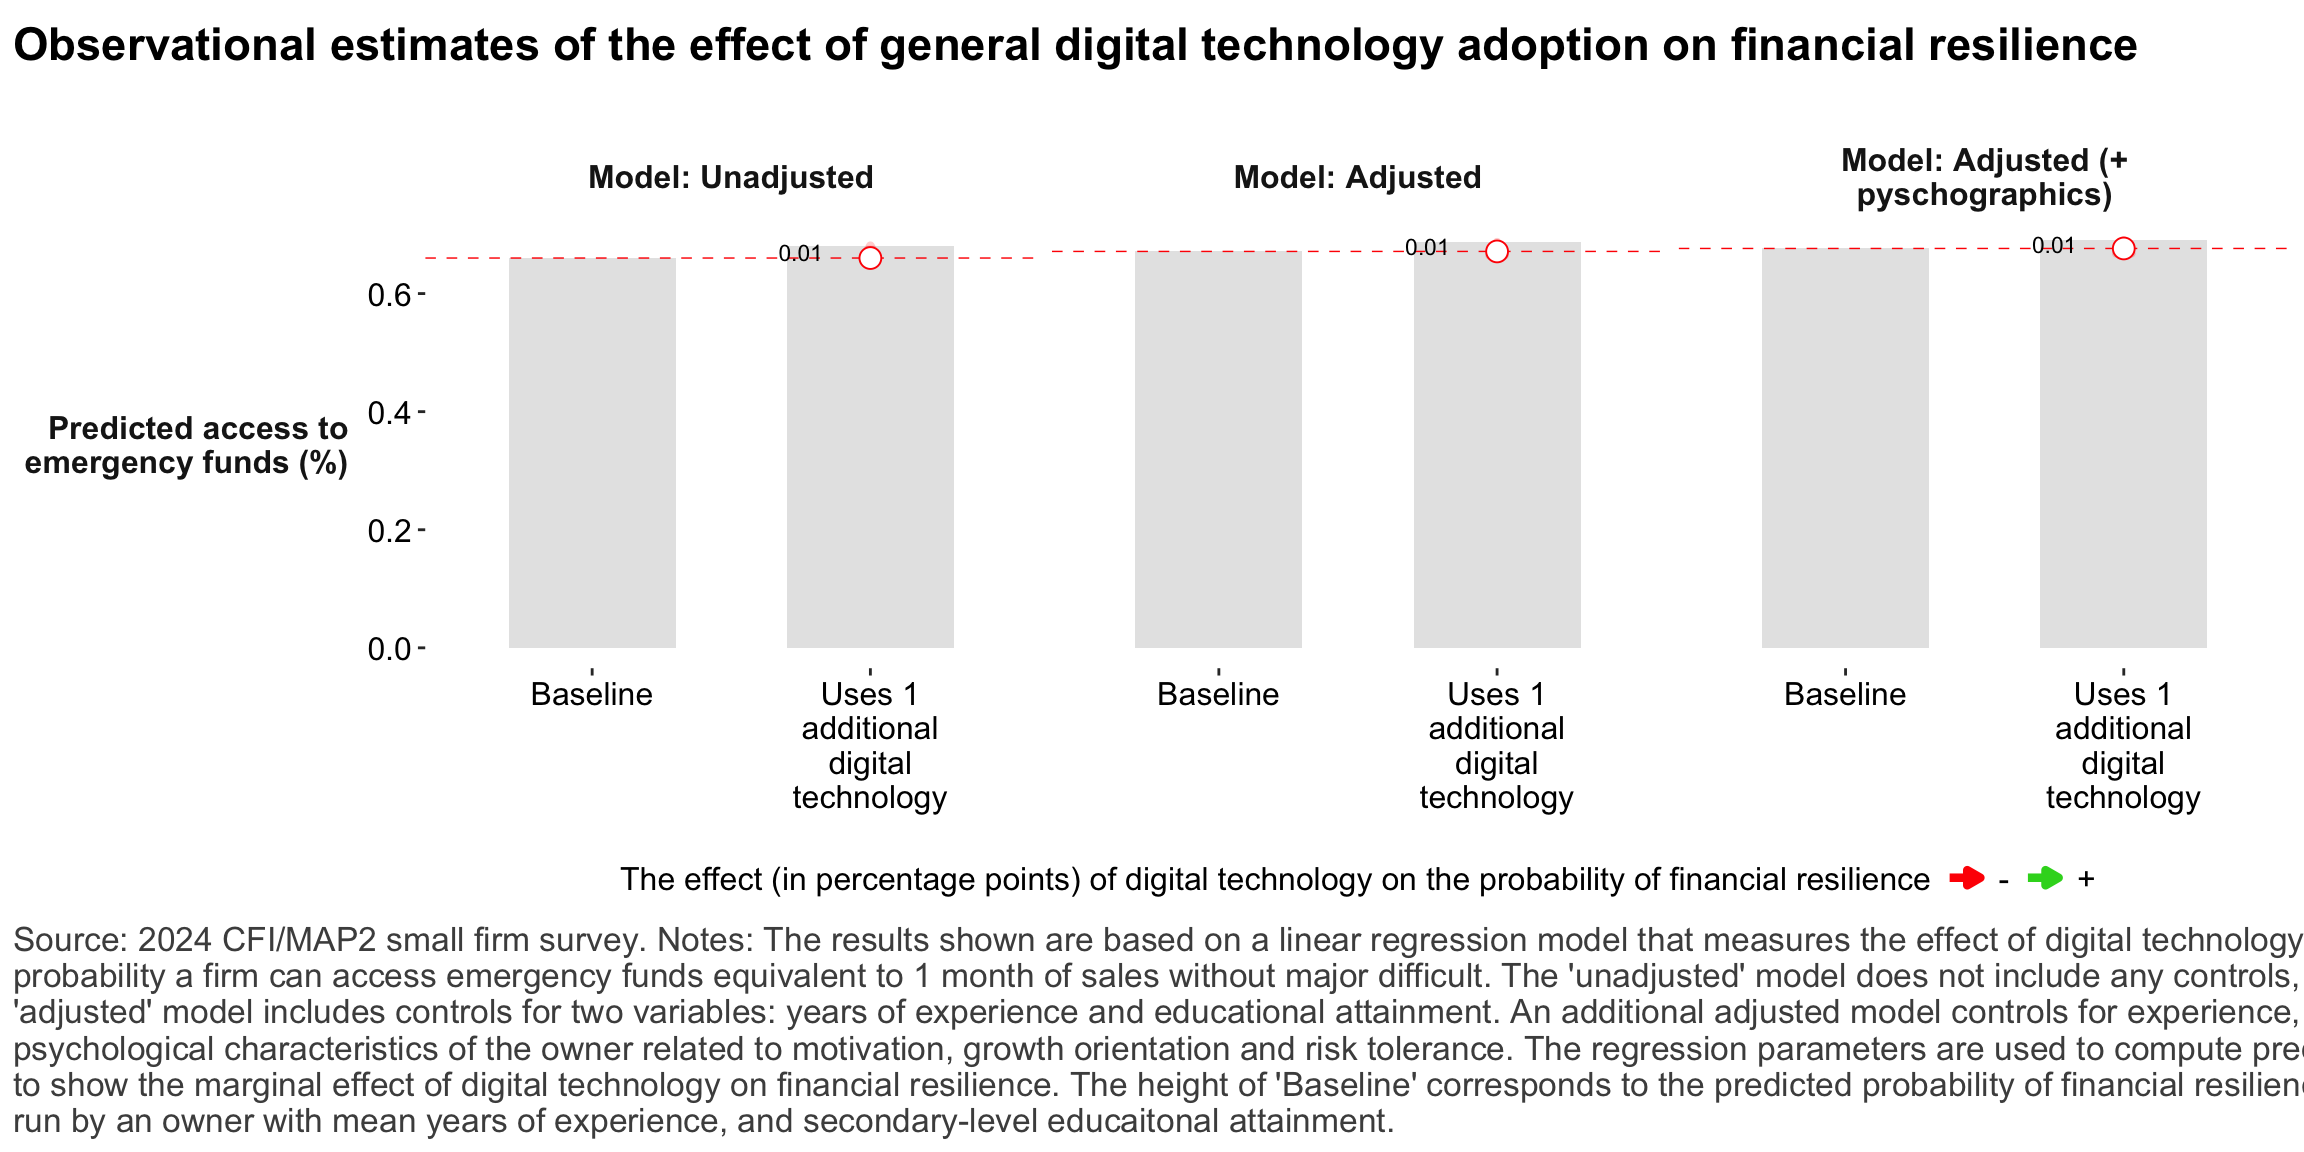 Observational estimates of the effect of general digital technology adoption on financial resilience
Model: Unadjusted
Model: Adjusted
Model: Adjusted (+
pyschographics)
0.01
0.01
0.01
0.6
0.4
0.2
0.0
Predicted access to
emergency funds (%)
Baseline
Uses 1
additional
digital
technology
Baseline
Uses 1
additional
digital
technology
Baseline
Uses 1
additional
digital
technology
The effect (in percentage points) of digital technology on the probability of financial resilience - +
Source: 2024 CFI/MAP2 small firm survey. Notes: The results shown are based on a linear regression model that measures the effect of digital technology
probability a firm can access emergency funds equivalent to 1 month of sales without major difficult. The 'unadjusted' model does not include any controls,
'adjusted' model includes controls for two variables: years of experience and educational attainment. An additional adjusted model controls for experience,
psychological characteristics of the owner related to motivation, growth orientation and risk tolerance. The regression parameters are used to compute
to show the marginal effect of digital technology on financial resilience. The height of 'Baseline' corresponds to the predicted probability of financial
run by an owner with mean years of experience, and secondary-level educaitonal attainment.